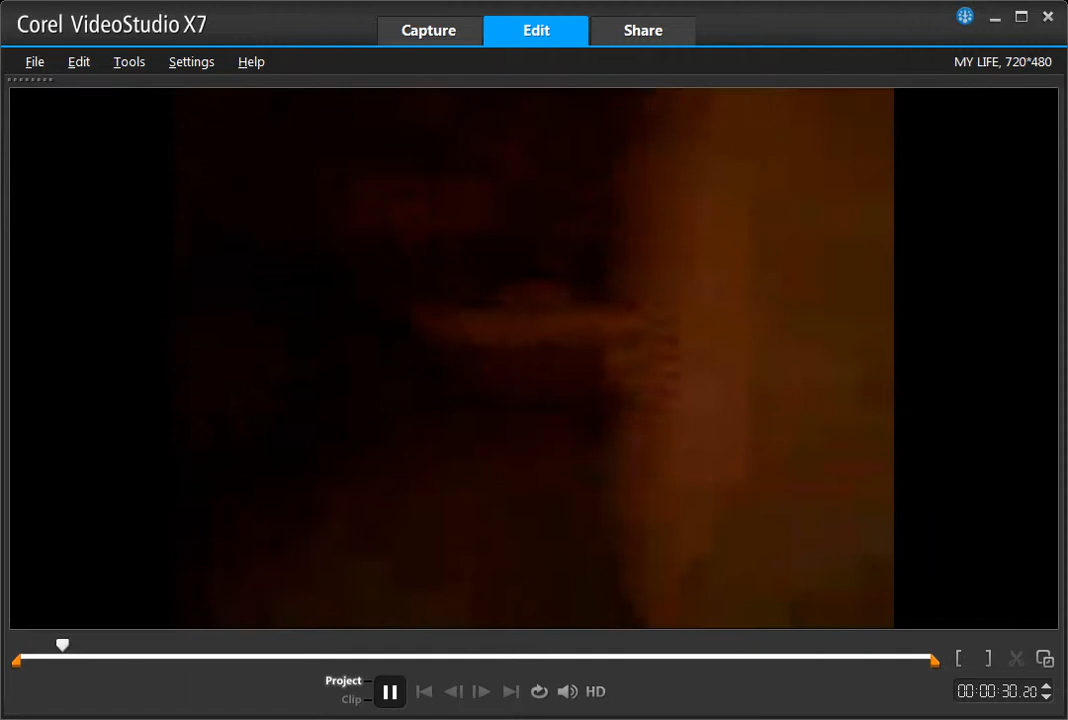 Corel VideoStudio X7
Capture
Edit
Share
File
Edit
Tools
Settings
Help
MY LIFE, 720*480
Project
Clip
HD
[
]
00:00:30.20